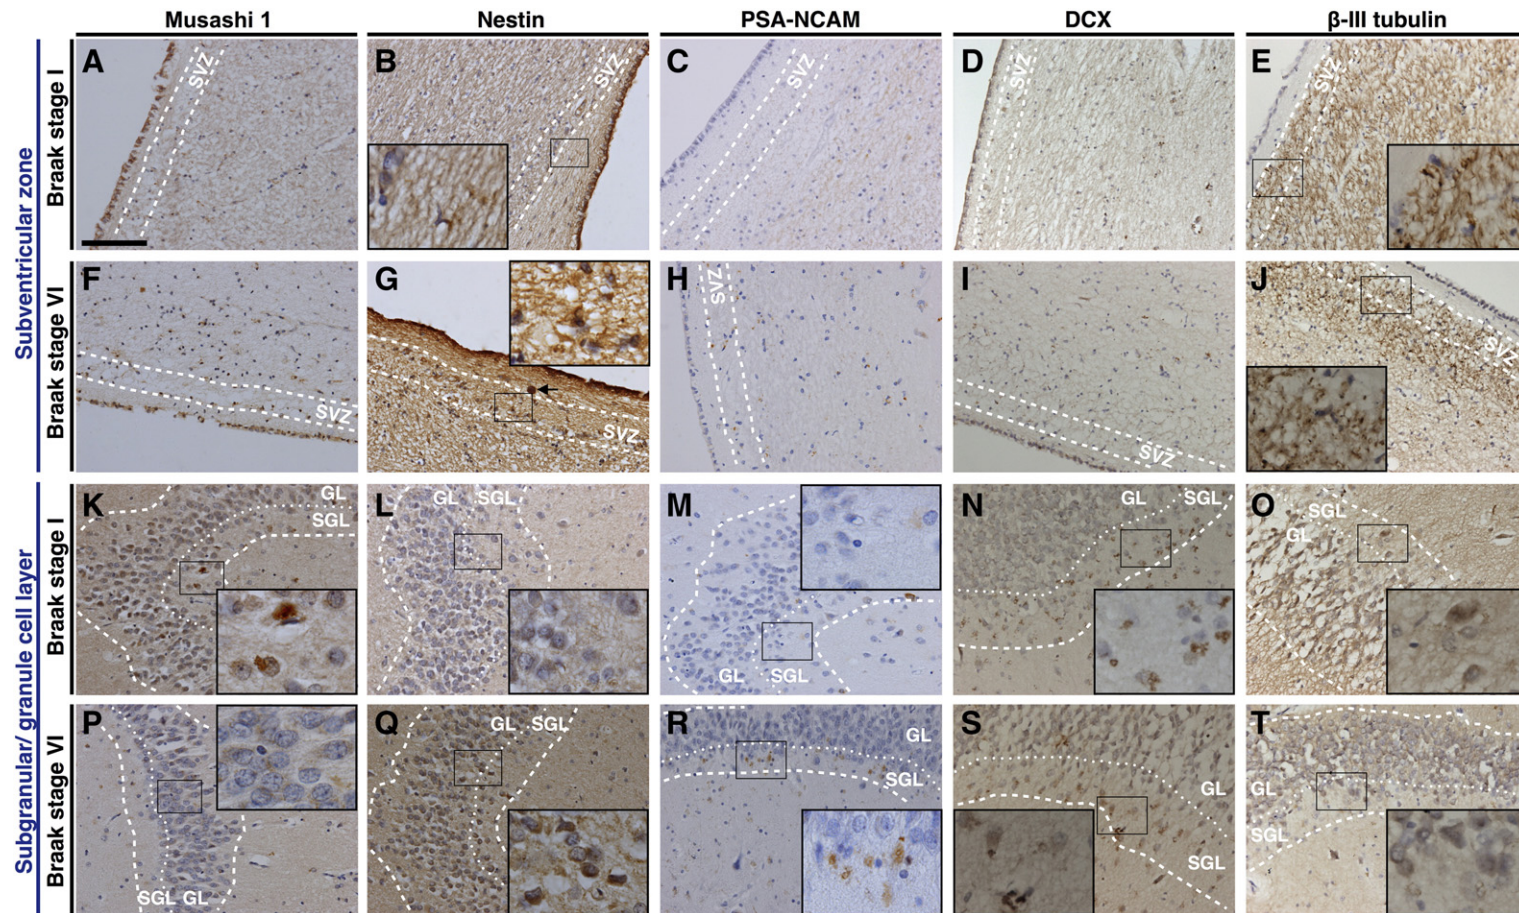 Musashi 1 Nestin PSA-NCAM DCX β-III tubulin
Subventricular zone
Braak stage I
A SVZ
B SVZ
C SVZ
D SVZ
E SVZ
Braak stage VI
F SVZ
G SVZ
H SVZ
I SVZ
J SVZ
Subgranular/ granule cell layer
Braak stage I
K GL
SGL
L GL SGL
M GL SGL
N GL SGL
O SGL
GL
Braak stage VI
P SGL GL
Q GL SGL
R GL
SGL
S GL
SGL
T GL
SGL